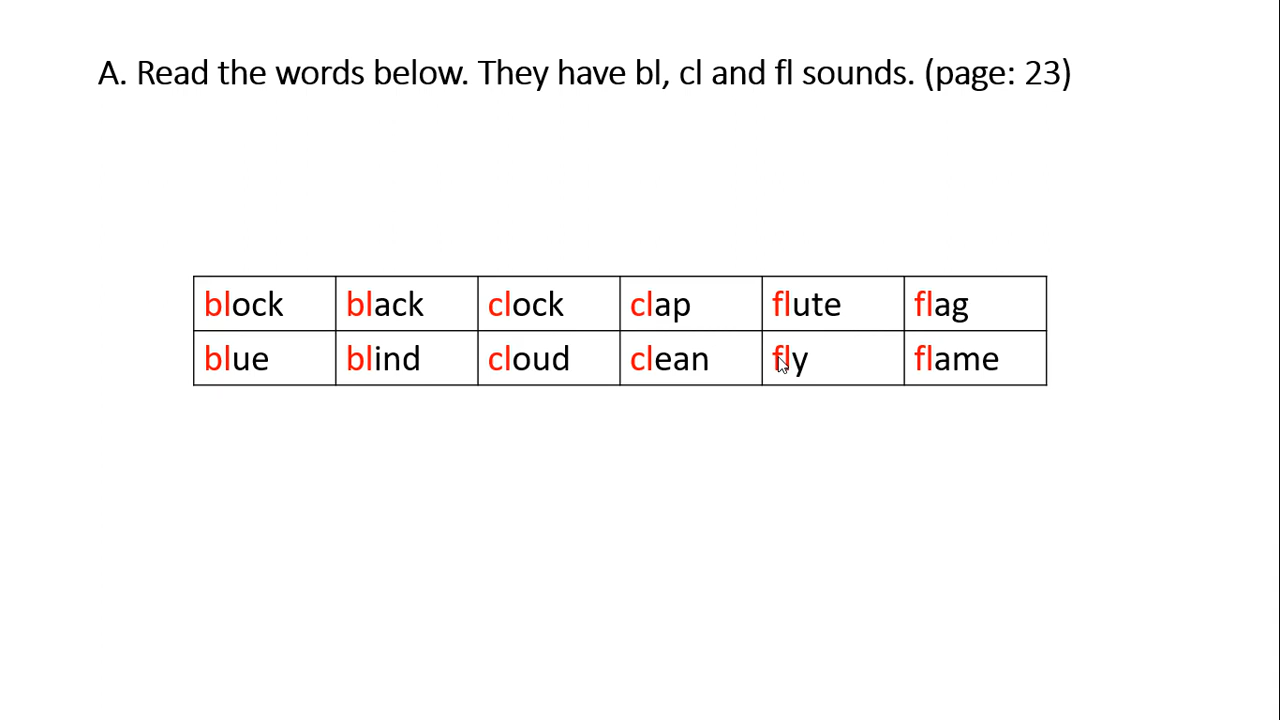 A. Read the words below. They have bl, cl and fl sounds. (page: 23)
block black clock clap flute flag
blue blind cloud clean fly flame